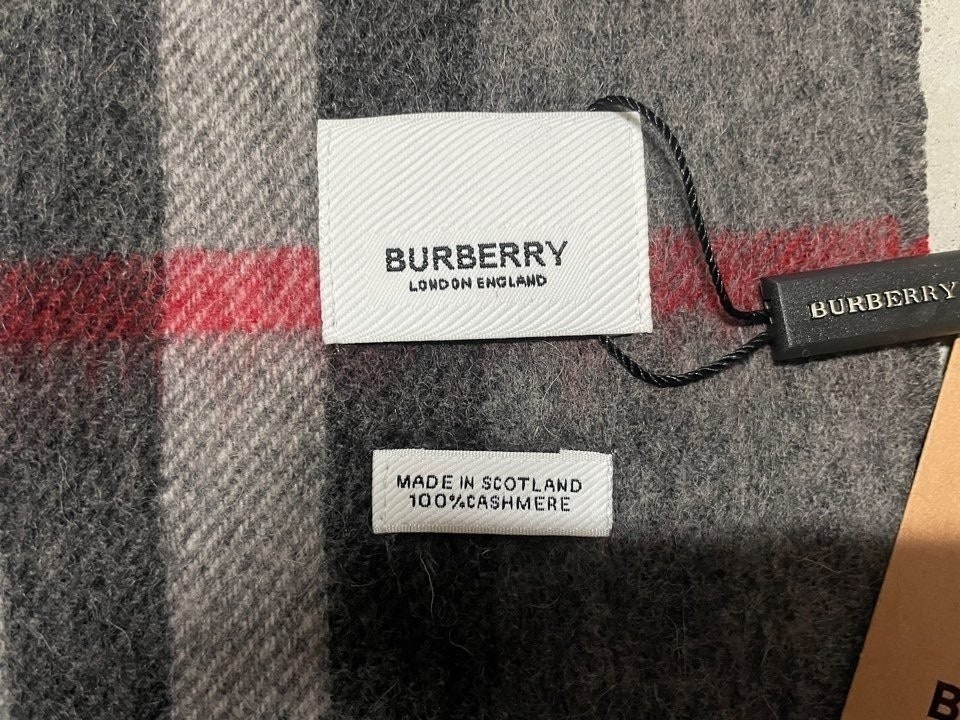 BURBERRY
LONDON ENGLAND
BURBERRY
MADE IN SCOTLAND
100%CASHMERE
B